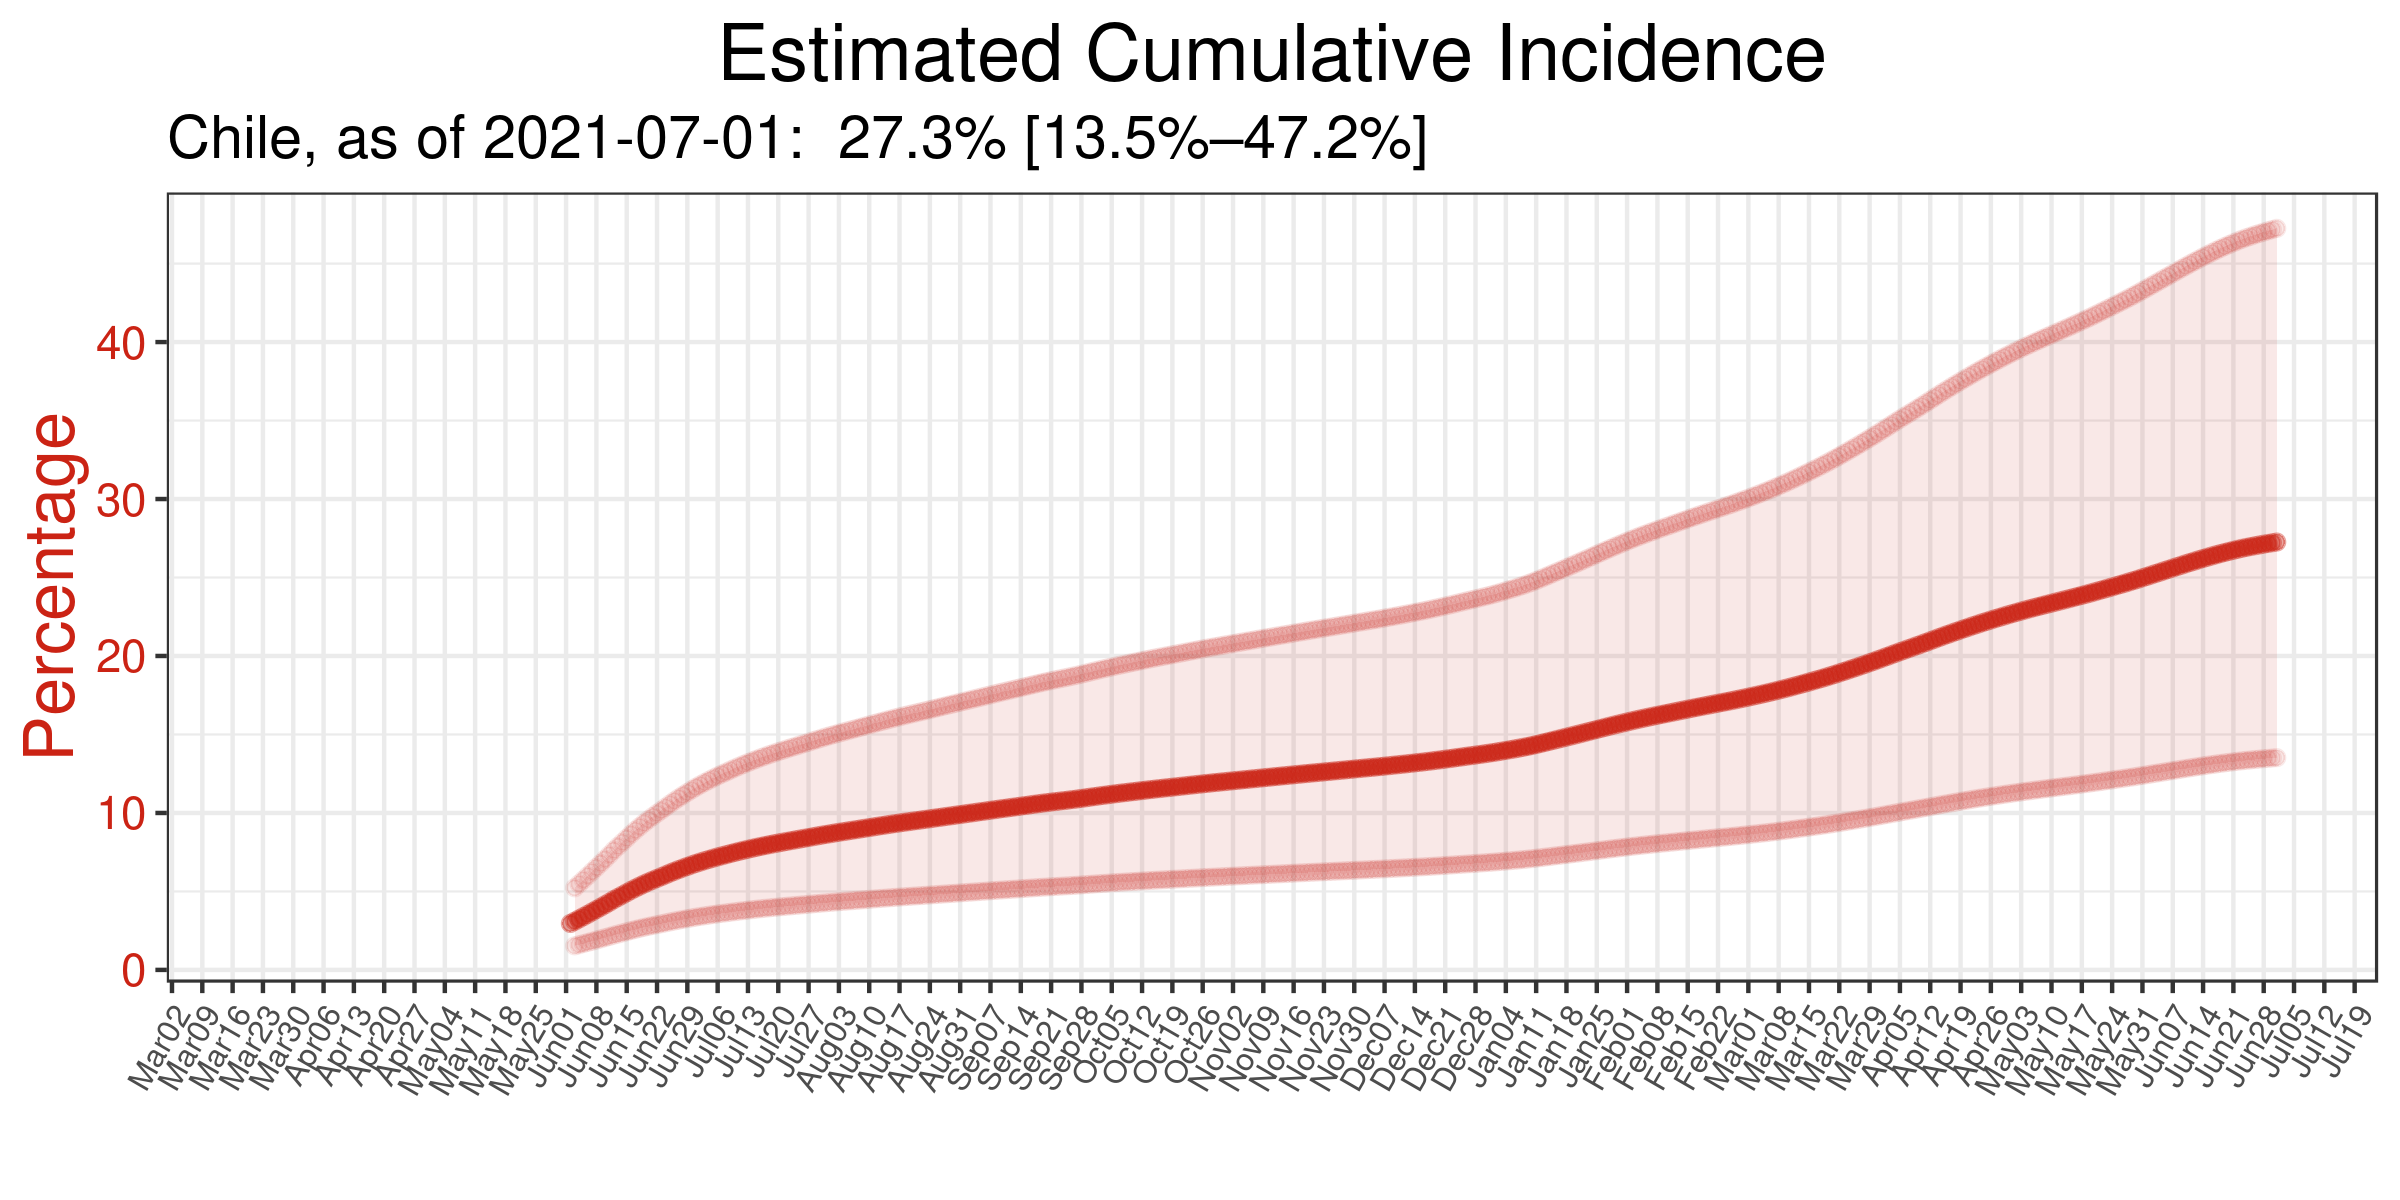 Estimated Cumulative Incidence
Chile, as of 2021-07-01:  27.3% [13.5%–47.2%]
Percentage
40
30
20
10
0
Mar02
Mar09
Mar16
Mar23
Mar30
Apr06
Apr13
Apr20
Apr27
May04
May11
May18
May25
Jun01
Jun08
Jun15
Jun22
Jun29
Jul06
Jul13
Jul20
Jul27
Aug03
Aug10
Aug17
Aug24
Aug31
Sep07
Sep14
Sep21
Sep28
Oct05
Oct12
Oct19
Oct26
Nov02
Nov09
Nov16
Nov23
Nov30
Dec07
Dec14
Dec21
Dec28
Jan04
Jan11
Jan18
Jan25
Feb01
Feb08
Feb15
Feb22
Mar01
Mar08
Mar15
Mar22
Mar29
Apr05
Apr12
Apr19
Apr26
May03
May10
May17
May24
May31
Jun07
Jun14
Jun21
Jun28
Jul05
Jul12
Jul19